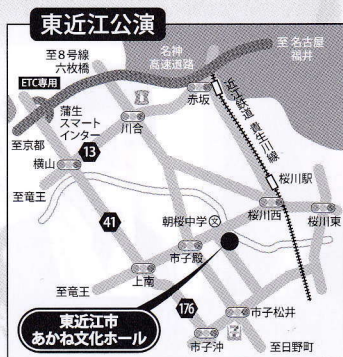 東近江公演
至名古屋
福井
至8号線
六枚橋
名神
高速道路
ETC専用
蒲生
スマート
インター
川合
赤坂
近江鉄道 貴生川線
至京都
横山
13
至竜王
桜川駅
41
朝桜中学
文
桜川西
桜川東
市子殿
上南
至竜王
176
市子松井
東近江市
あかね文化ホール
市子沖
至日野町